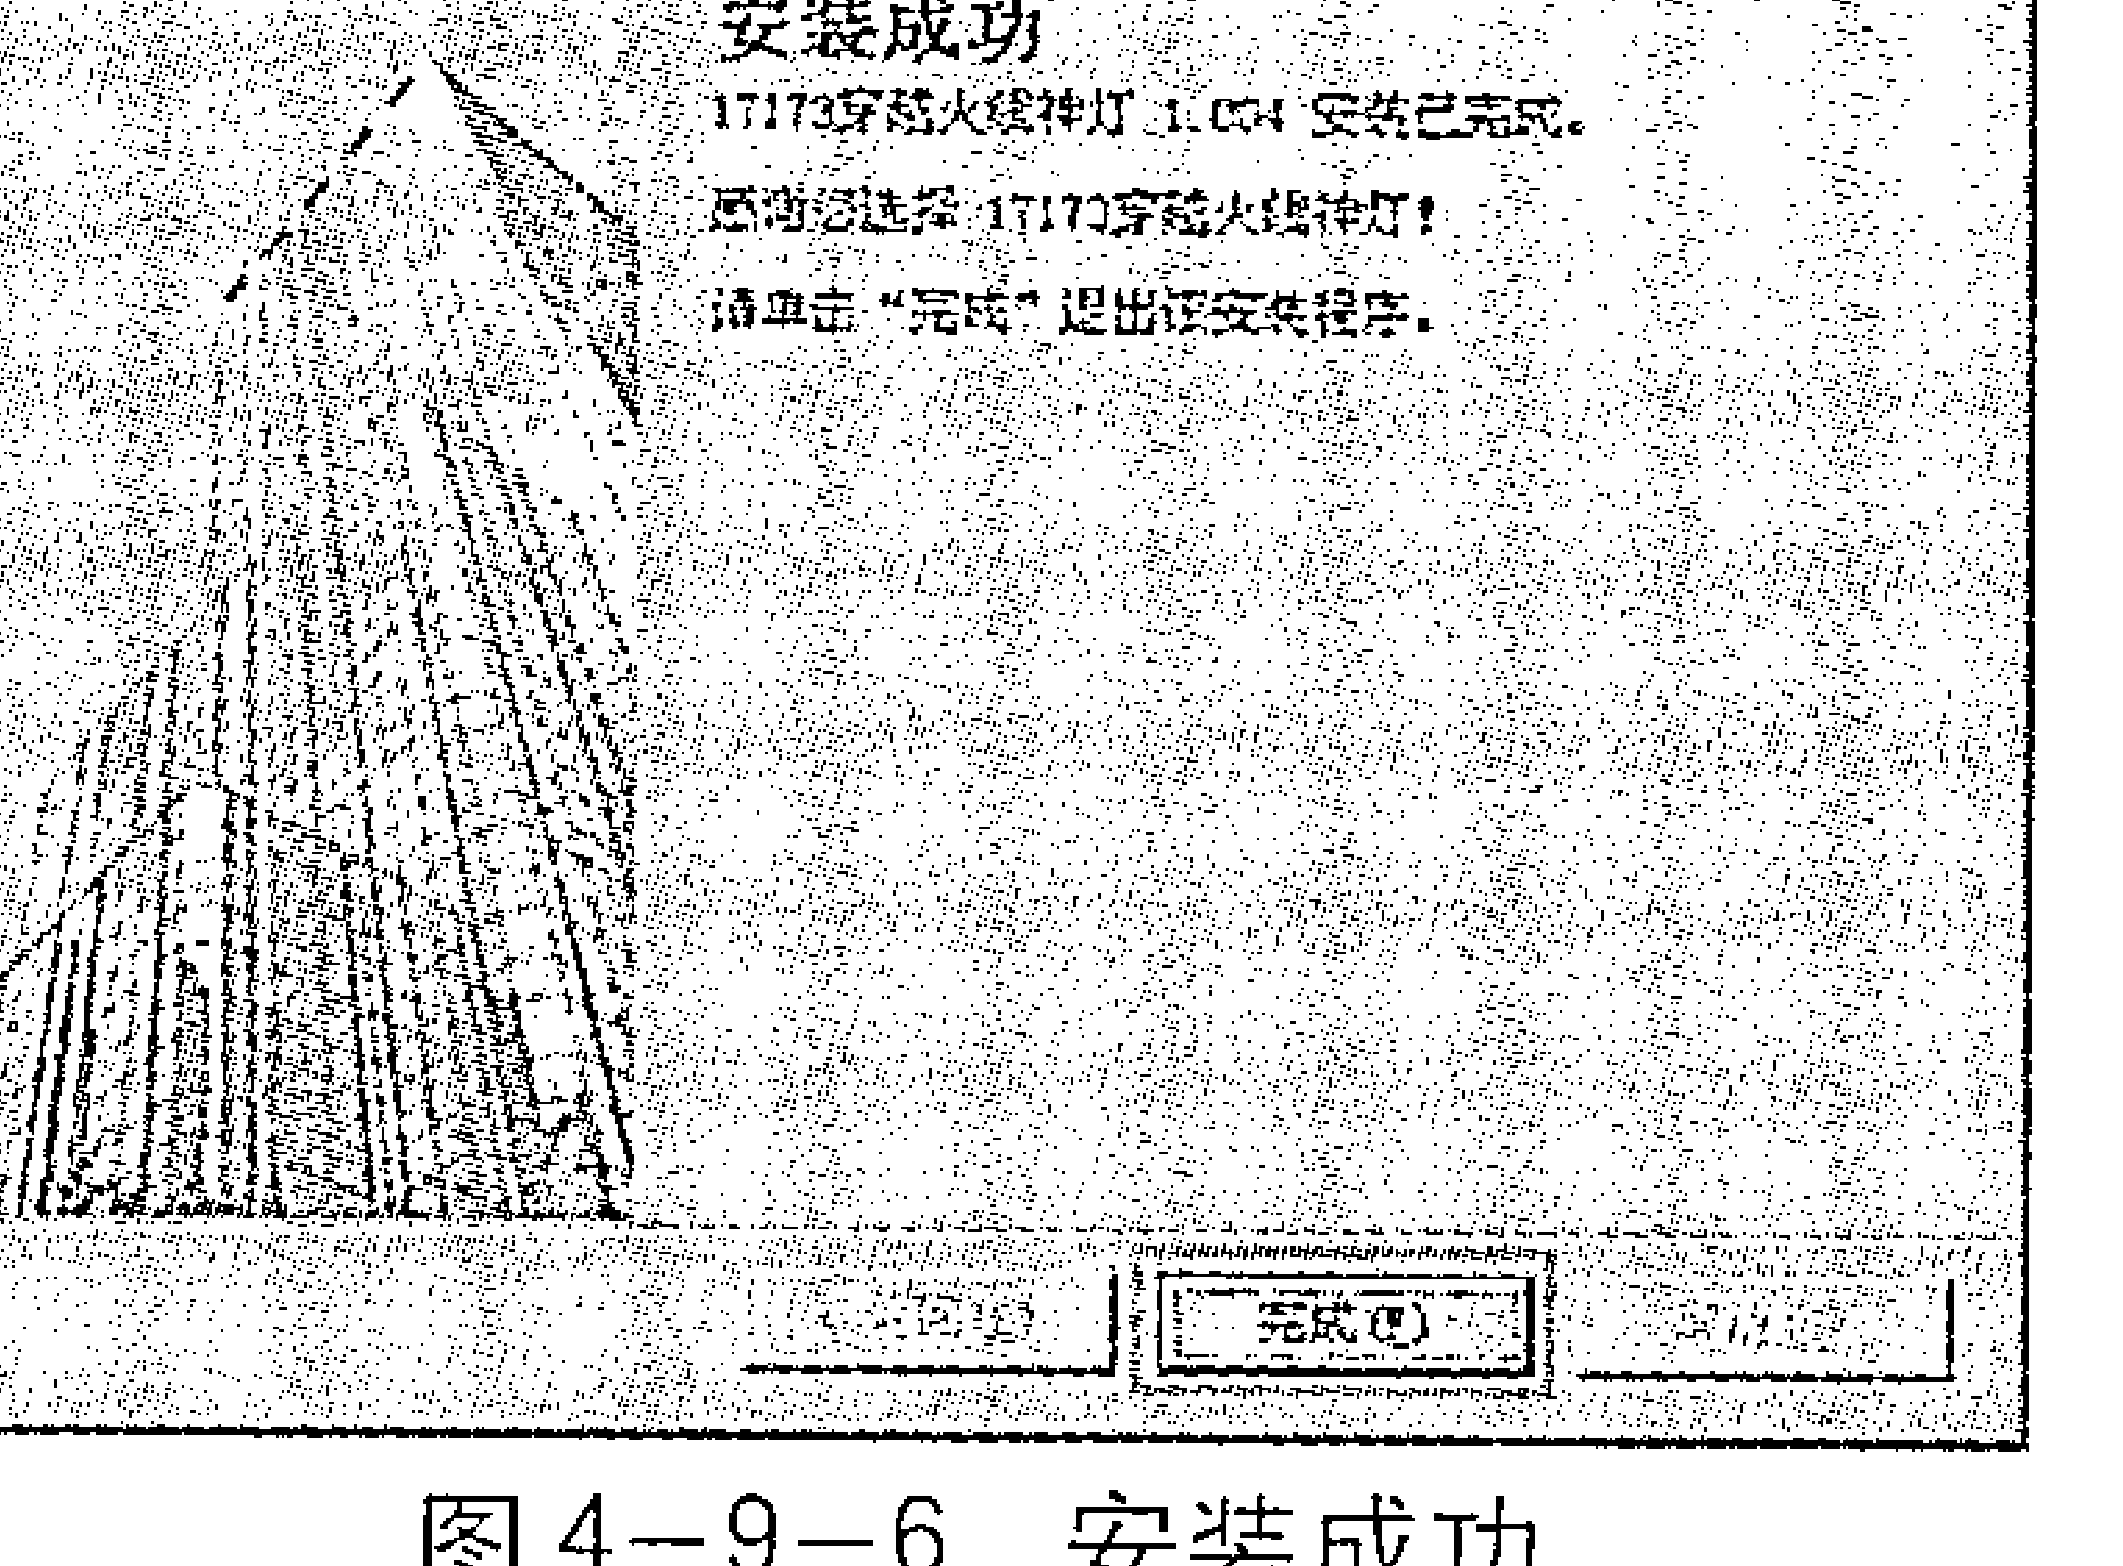 安装成功
17173穿越火线神灯 安装已完成。
感谢您选择 17173穿越火线神灯!
请单击 "完成" 退出该安装程序.
完成(F)
图4-9-6 安装成功